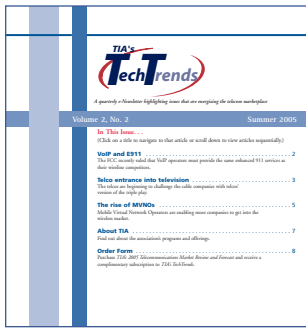 TIA's
TechTrends
A quarterly e-Newsletter highlighting issues that are energizing the telecom marketplace
Volume 2, No. 2 Summer 2005
In This Issue. . .
(Click on a title to navigate to that article or scroll down to view articles sequentially.)
VoIP and E911 . . . . . . . . . . . . . . . . . . . . . . . . . . . . . . . . . . . . 2
The FCC recently ruled that VoIP operators must provide the same enhanced 911 services as
their wireline competitors.
Telco entrance into television . . . . . . . . . . . . . . . . . . . . . . . . 3
The telcos are beginning to challenge the cable companies with telco/
version of the triple play.
The rise of MVNOs . . . . . . . . . . . . . . . . . . . . . . . . . . . . . . . . 5
Mobile Virtual Network Operators are enabling more companies to get into the
wireless market.
About TIA . . . . . . . . . . . . . . . . . . . . . . . . . . . . . . . . . . . . . . . 7
Find out about the association's programs and offerings.
Order Form . . . . . . . . . . . . . . . . . . . . . . . . . . . . . . . . . . . . . . 8
Purchase TIA's 2005 Telecommunications Market Review and Forecast and receive a
complimentary subscription to TIA's TechTrends.